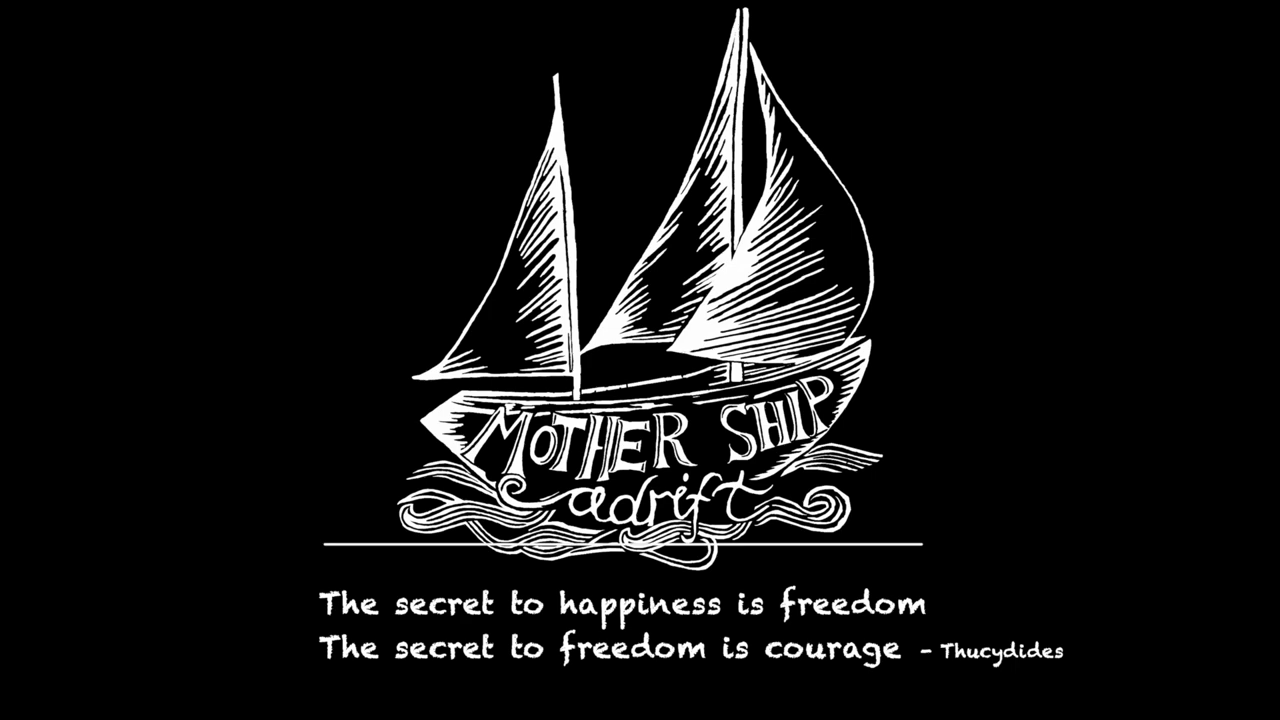 MOTHER SHIP
adrift
The secret to happiness is freedom
The secret to freedom is courage - Thucydides